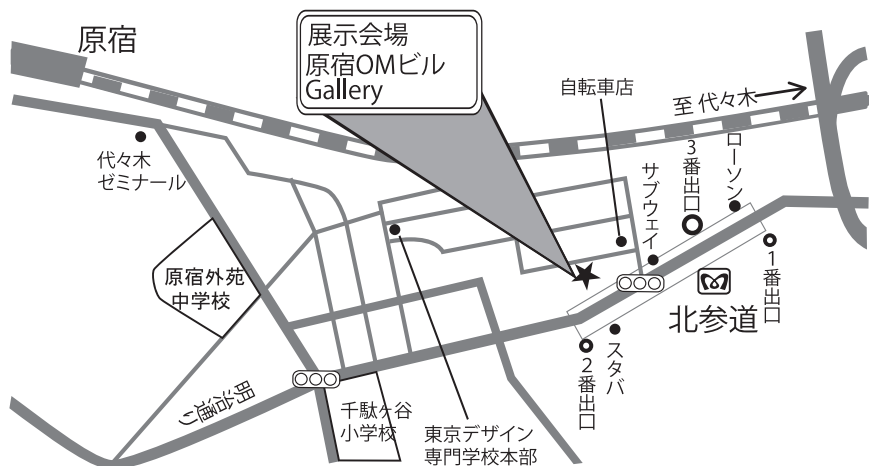 原宿
展示会場
原宿OMビル
Gallery
自転車店
至 代々木
代々木
ゼミナール
サブウェイ
3番出口
ローソン
原宿外苑
中学校
1番出口
北参道
明治通り
2番出口
スタバ
千駄ヶ谷
小学校
東京デザイン
専門学校本部